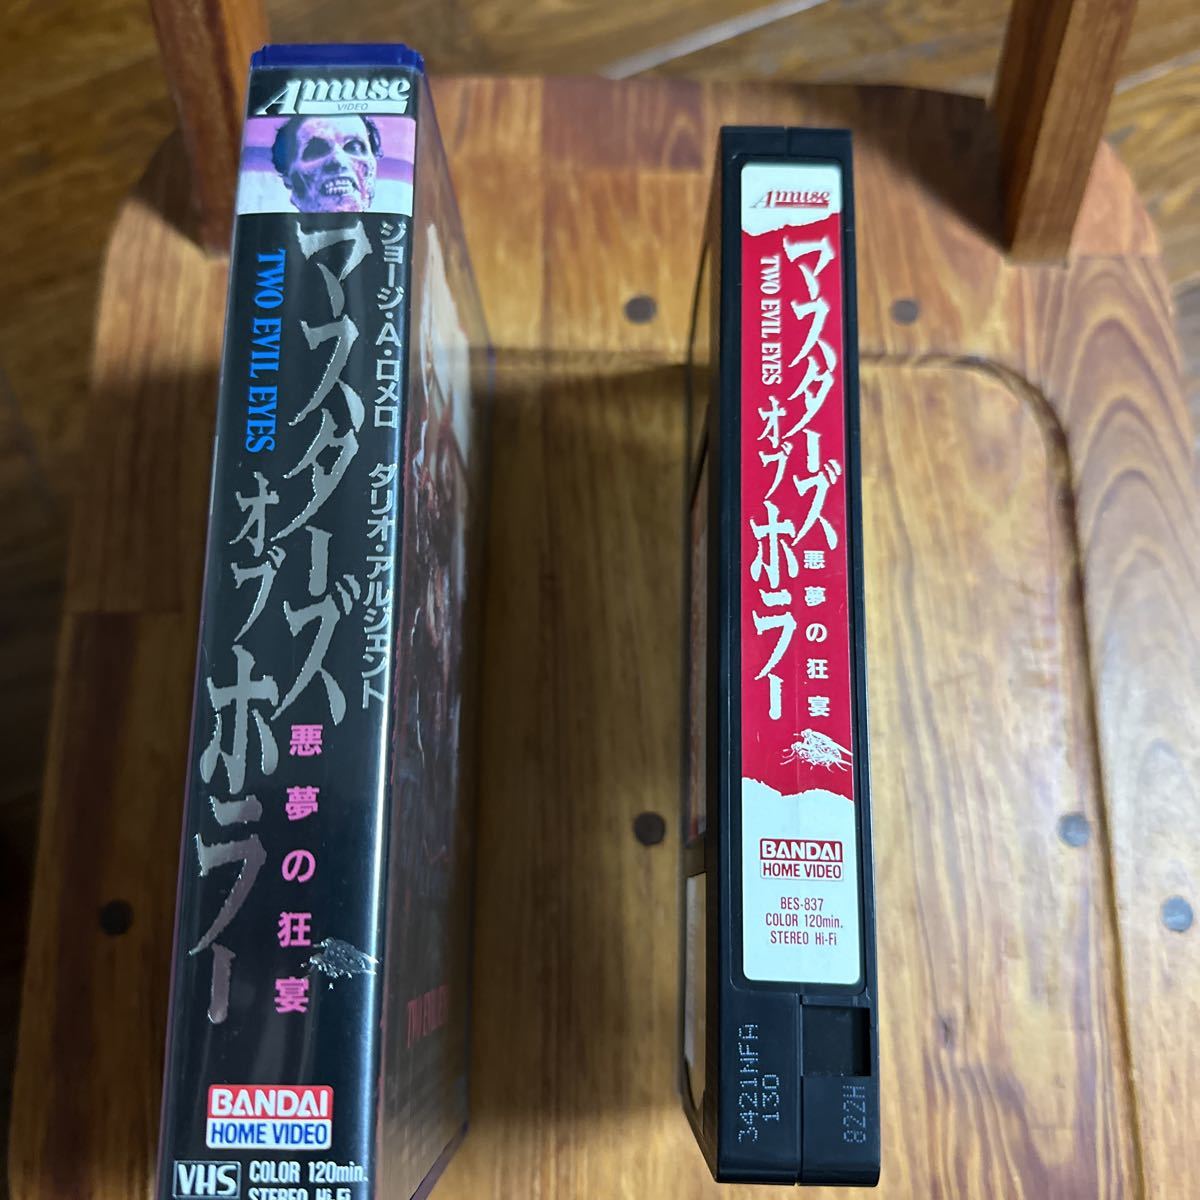 Amuse
VIDEO
ジョージ・A・ロメロ ダリオ・アルジェント
マスターズ
オブ
ホラー
TWO EVIL EYES
悪夢の狂宴
BANDAI
HOME VIDEO
VHS
COLOR 120min.
STEREO Hi-Fi
Amuse
マスターズ
オブ
ホラー
TWO EVIL EYES
悪夢の狂宴
BANDAI
HOME VIDEO
BES-837
COLOR 120min.
STEREO Hi-Fi
3421NFA
130
822H